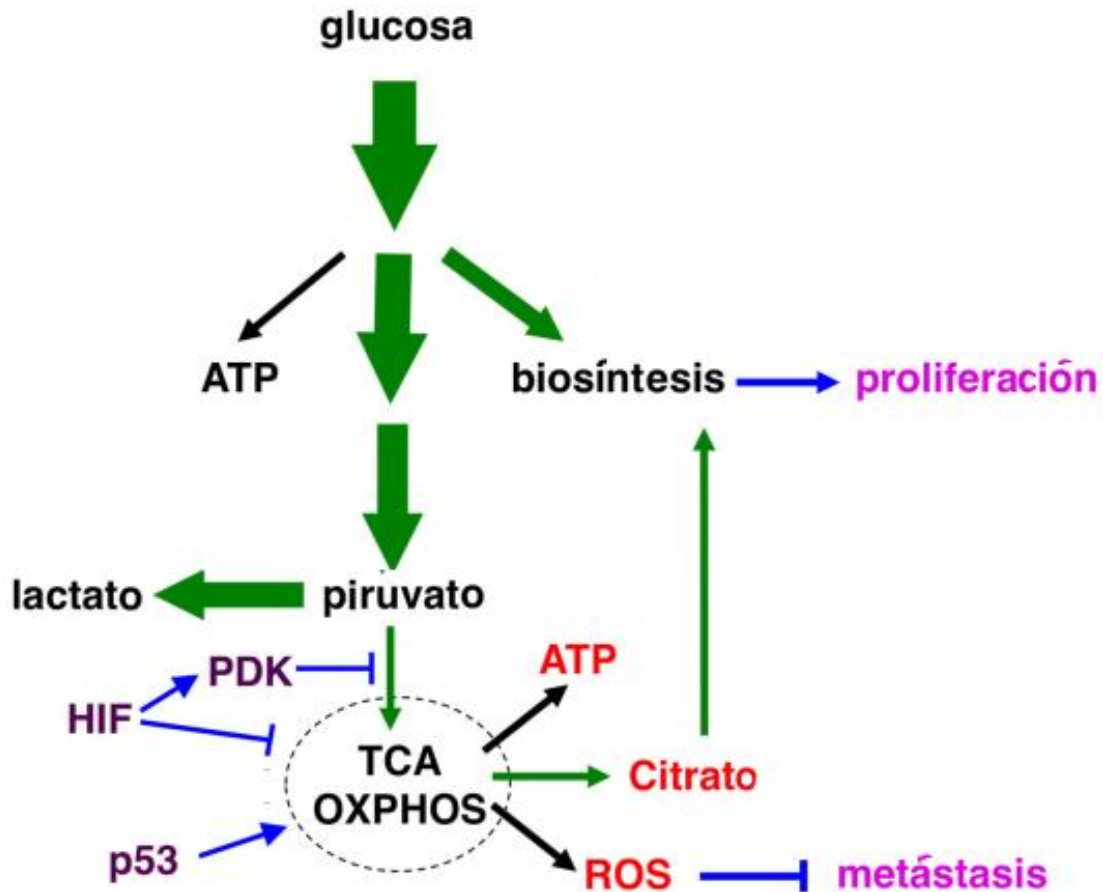 glucosa
ATP
biosíntesis
proliferación
lactato
piruvato
PDK
ATP
HIF
TCA
OXPHOS
Citrato
p53
ROS
metástasis